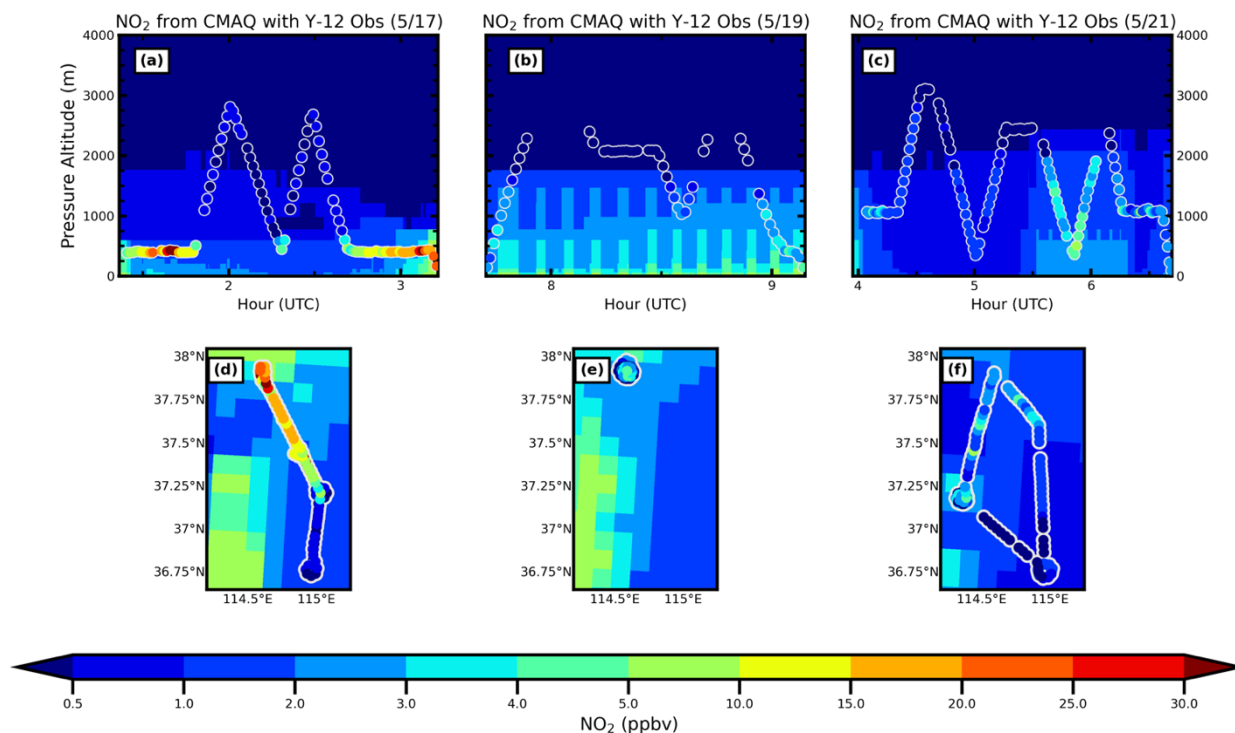 NO₂ from CMAQ with Y-12 Obs (5/17)
NO₂ from CMAQ with Y-12 Obs (5/19)
NO₂ from CMAQ with Y-12 Obs (5/21)
(a)
(b)
(c)
Pressure Altitude (m)
4000
3000
2000
1000
0
4000
3000
2000
1000
0
2
3
8
9
4
5
6
Hour (UTC)
Hour (UTC)
Hour (UTC)
(d)
38°N
37.75°N
37.5°N
37.25°N
37°N
36.75°N
114.5°E
115°E
(e)
38°N
37.75°N
37.5°N
37.25°N
37°N
36.75°N
114.5°E
115°E
(f)
38°N
37.75°N
37.5°N
37.25°N
37°N
36.75°N
114.5°E
115°E
0.5
1.0
2.0
3.0
4.0
5.0
10.0
15.0
20.0
25.0
30.0
NO₂ (ppbv)